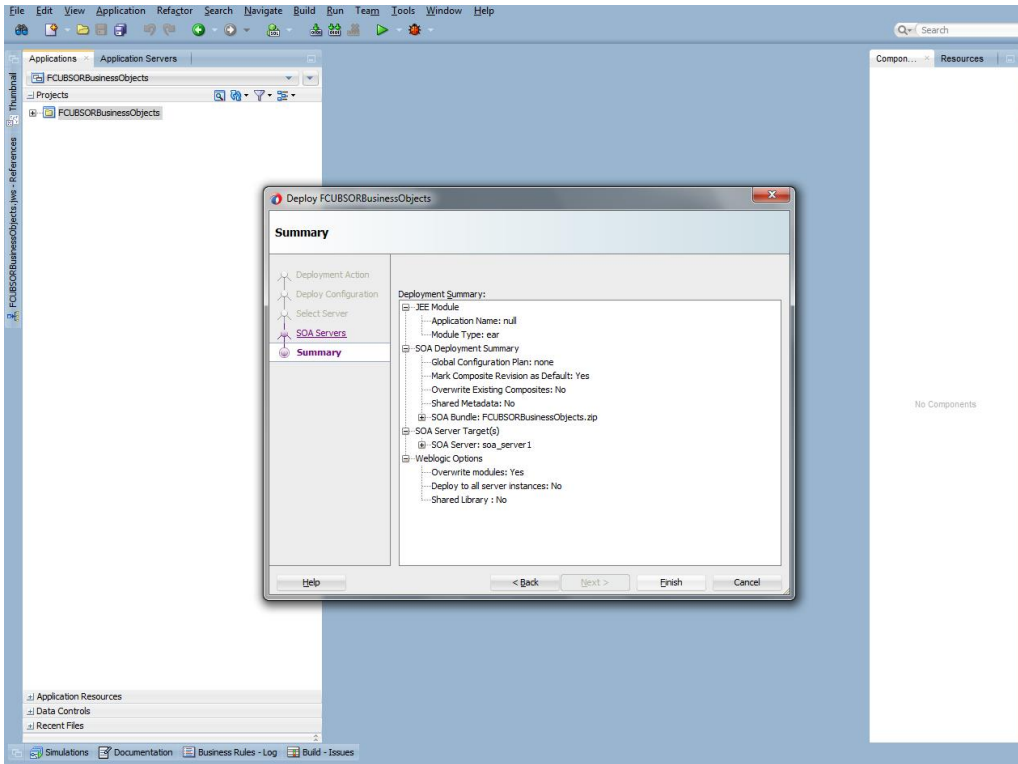 File Edit View Application Refactor Search Navigate Build Run Team Tools Window Help
Search
Applications
Application Servers
Compon...
Resources
Thumbnail
FCUBSORBusinessObjects.jws - References
FCUBSORBusinessObjects
Projects
FCUBSORBusinessObjects
Deploy FCUBSORBusinessObjects
Summary
Deployment Action
Deploy Configuration
Select Server
SOA Servers
Summary
Deployment Summary:
JEE Module
Application Name: null
Module Type: ear
SOA Deployment Summary
Global Configuration Plan: none
Mark Composite Revision as Default: Yes
Overwrite Existing Composites: No
Shared Metadata: No
SOA Bundle: FCUBSORBusinessObjects.zip
SOA Server Target(s)
SOA Server: soa_server1
Weblogic Options
Overwrite modules: Yes
Deploy to all server instances: No
Shared Library : No
Help
< Back
Next >
Finish
Cancel
No Components
Application Resources
Data Controls
Recent Files
Simulations Documentation Business Rules - Log Build - Issues